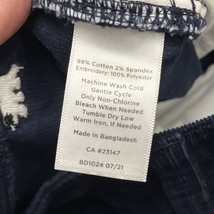 98% Cotton 2% Spandex
Embroidery: 100% Polyester
Machine Wash Cold
Gentle Cycle
Only Non-Chlorine
Bleach When Needed
Tumble Dry Low
Warm Iron, If Needed
Made in Bangladesh
CA #23147
BD1024 07/21